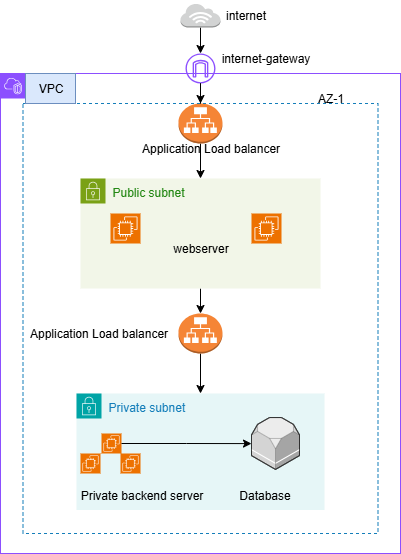 internet
internet-gateway
VPC
AZ-1
Application Load balancer
Public subnet
webserver
Application Load balancer
Private subnet
Private backend server
Database